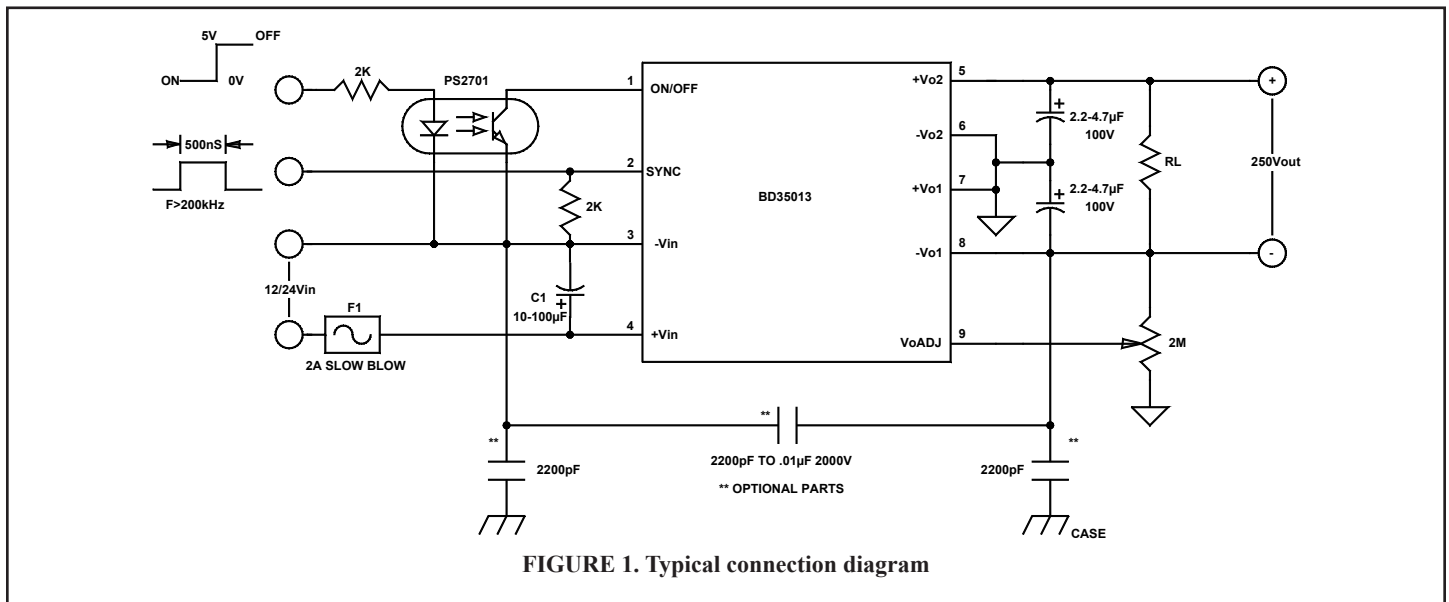 5V OFF
ON 0V
2K
PS2701
500nS
F>200kHz
12/24Vin
F1
2A SLOW BLOW
2K
C1
10-100µF
+
1 ON/OFF
2 SYNC
3 -Vin
4 +Vin
BD35013
+Vo2 5
-Vo2 6
+Vo1 7
-Vo1 8
VoADJ 9
+
2.2-4.7µF
100V
+
2.2-4.7µF
100V
RL
+
250Vout
-
2M
**
2200pF
**
2200pF TO .01µF 2000V
** OPTIONAL PARTS
**
2200pF
CASE
FIGURE 1. Typical connection diagram